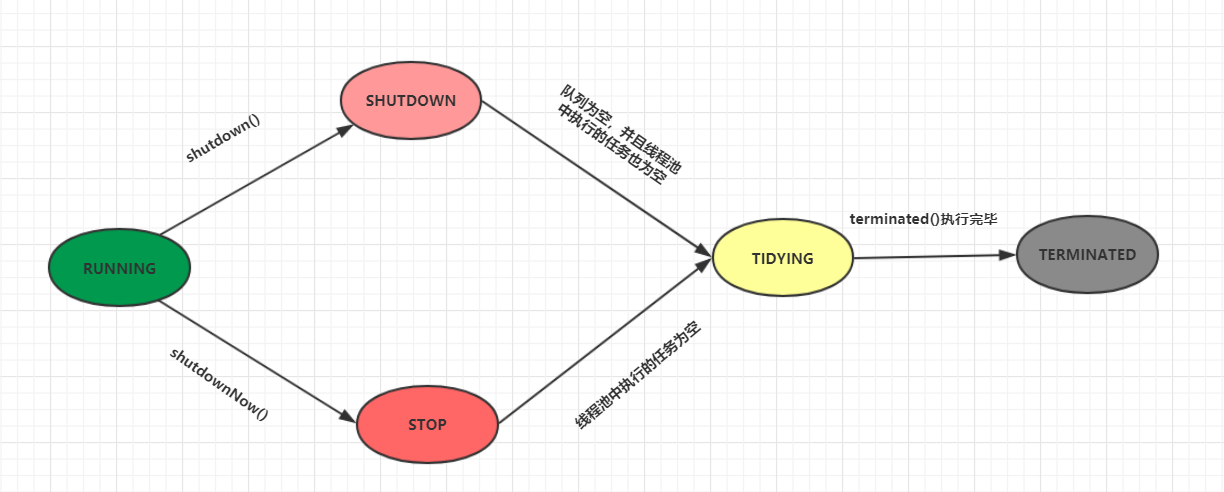 SHUTDOWN
shutdown()
队列为空，并且线程池
中执行的任务也为空
terminated()执行完毕
RUNNING
TIDYING
TERMINATED
shutdownNow()
线程池中执行的任务为空
STOP